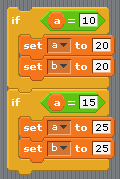 if a = 10
set a to 20
set b to 20
if a = 15
set a to 25
set b to 25